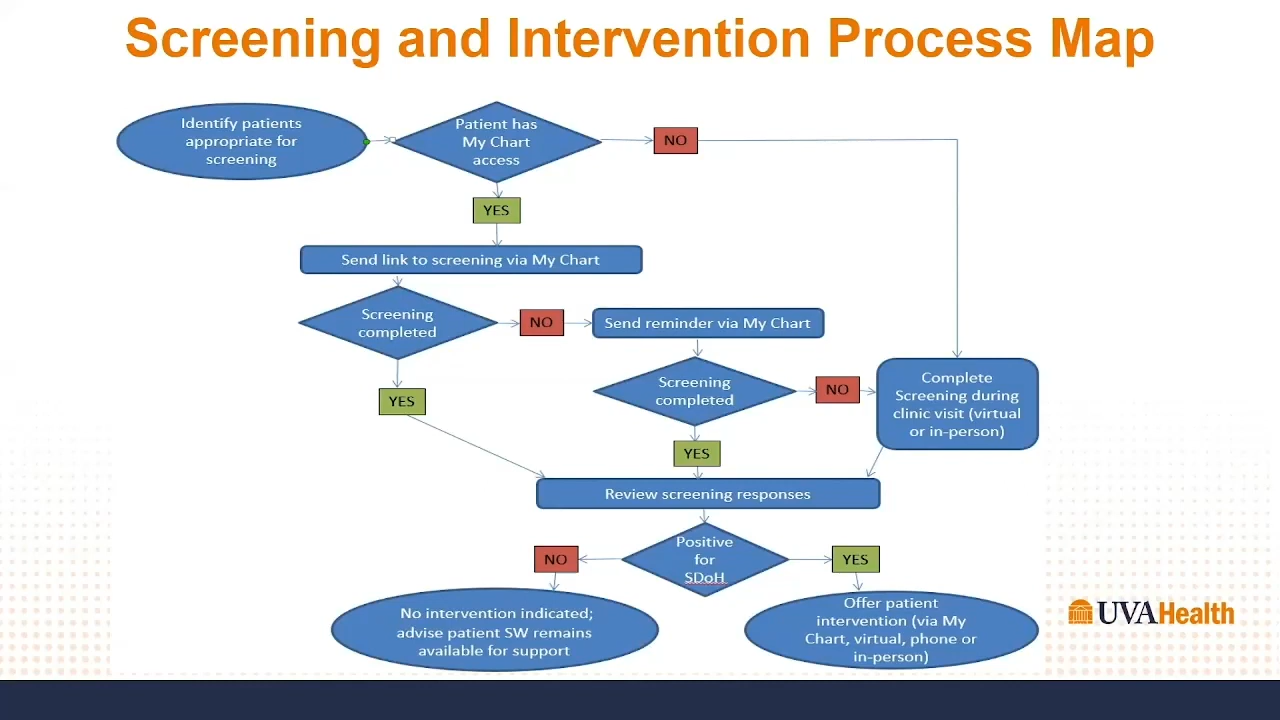 Screening and Intervention Process Map
Identify patients
appropriate for
screening
Patient has
My Chart
access
NO
YES
Send link to screening via My Chart
Screening
completed
NO
Send reminder via My Chart
YES
Screening
completed
NO
Complete
Screening during
clinic visit (virtual
or in-person)
YES
Review screening responses
Positive
for
SDoH
NO
YES
No intervention indicated;
advise patient SW remains
available for support
Offer patient
intervention (via My
Chart, virtual, phone or
in-person)
UVAHealth